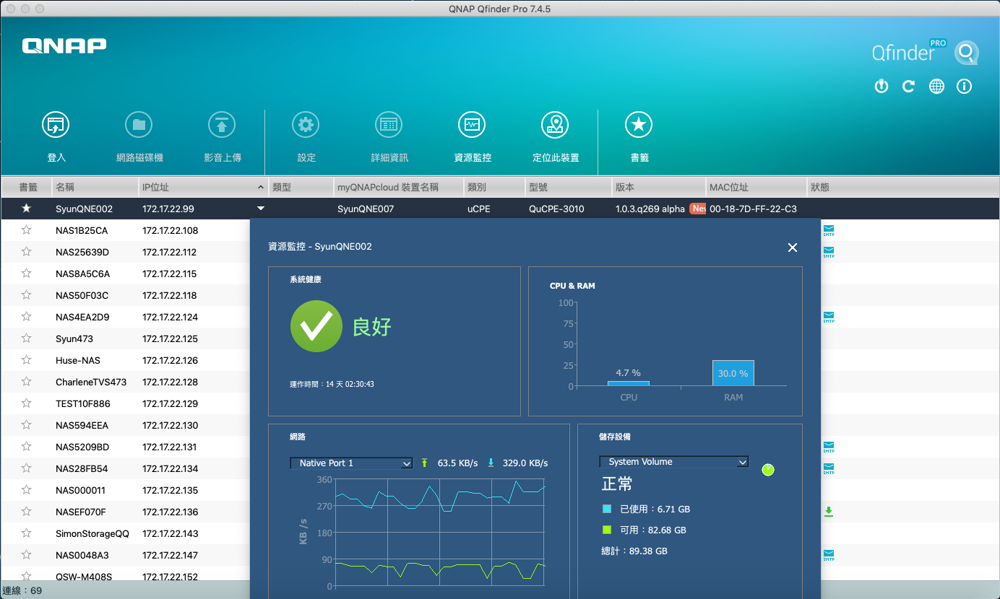 QNAP Qfinder Pro 7.4.5
QNAP
Qfinder PRO
登入 網路磁碟機 影音上傳 設定 詳細資訊 資源監控 定位此裝置 書籤
書籤 名稱 IP位址 類型 myQNAPcloud 裝置名稱 類別 型號 版本 MAC位址 狀態
SyunQNE002 172.17.22.99 SyunQNE007 uCPE QuCPE-3010 1.0.3.q269 alpha New 00-18-7D-FF-22-C3
NAS1B25CA 172.17.22.108 SMTP
NAS25639D 172.17.22.112 SMTP
NAS8A5C6A 172.17.22.115
NAS50F03C 172.17.22.118
NAS4EA2D9 172.17.22.124 SMTP
Syun473 172.17.22.125
Huse-NAS 172.17.22.126
CharleneTVS473 172.17.22.128
TEST10F886 172.17.22.129
NAS594EEA 172.17.22.130
NAS5209BD 172.17.22.131 SMTP
NAS28FB54 172.17.22.134 SMTP
NAS000011 172.17.22.135
NASEF070F 172.17.22.136
SimonStorageQQ 172.17.22.143
NAS0048A3 172.17.22.147 SMTP
QSW-M408S 172.17.22.152
連線：69
資源監控 - SyunQNE002
系統健康
良好
運作時間：14 天 02:30:43
CPU & RAM
100
75
50
25
0
4.7 %
30.0 %
CPU RAM
網路
Native Port 1 63.5 KB/s 329.0 KB/s
KB /s
360
270
180
90
0
儲存設備
System Volume
正常
已使用：6.71 GB
可用：82.68 GB
總計：89.38 GB